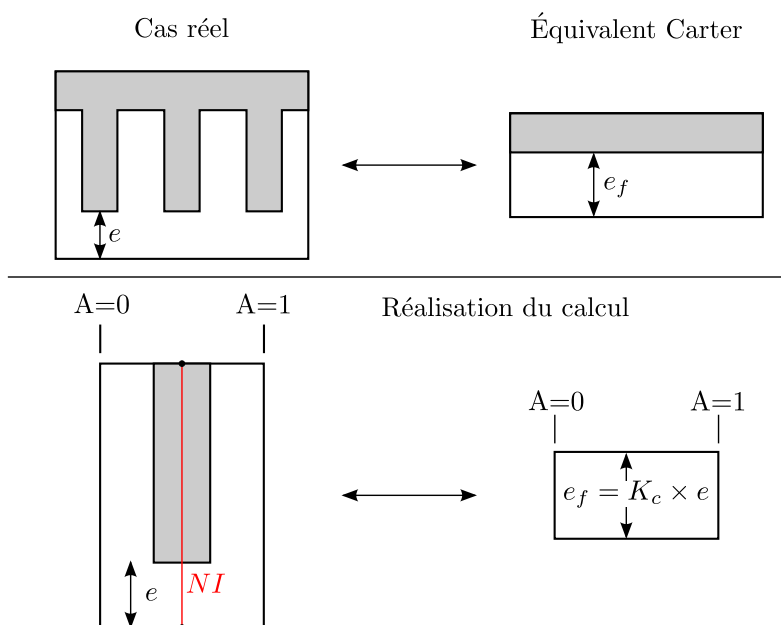 Cas réel
Équivalent Carter
e
e_f
A=0 A=1
Réalisation du calcul
A=0 A=1
e_f = K_c × e
e
NI